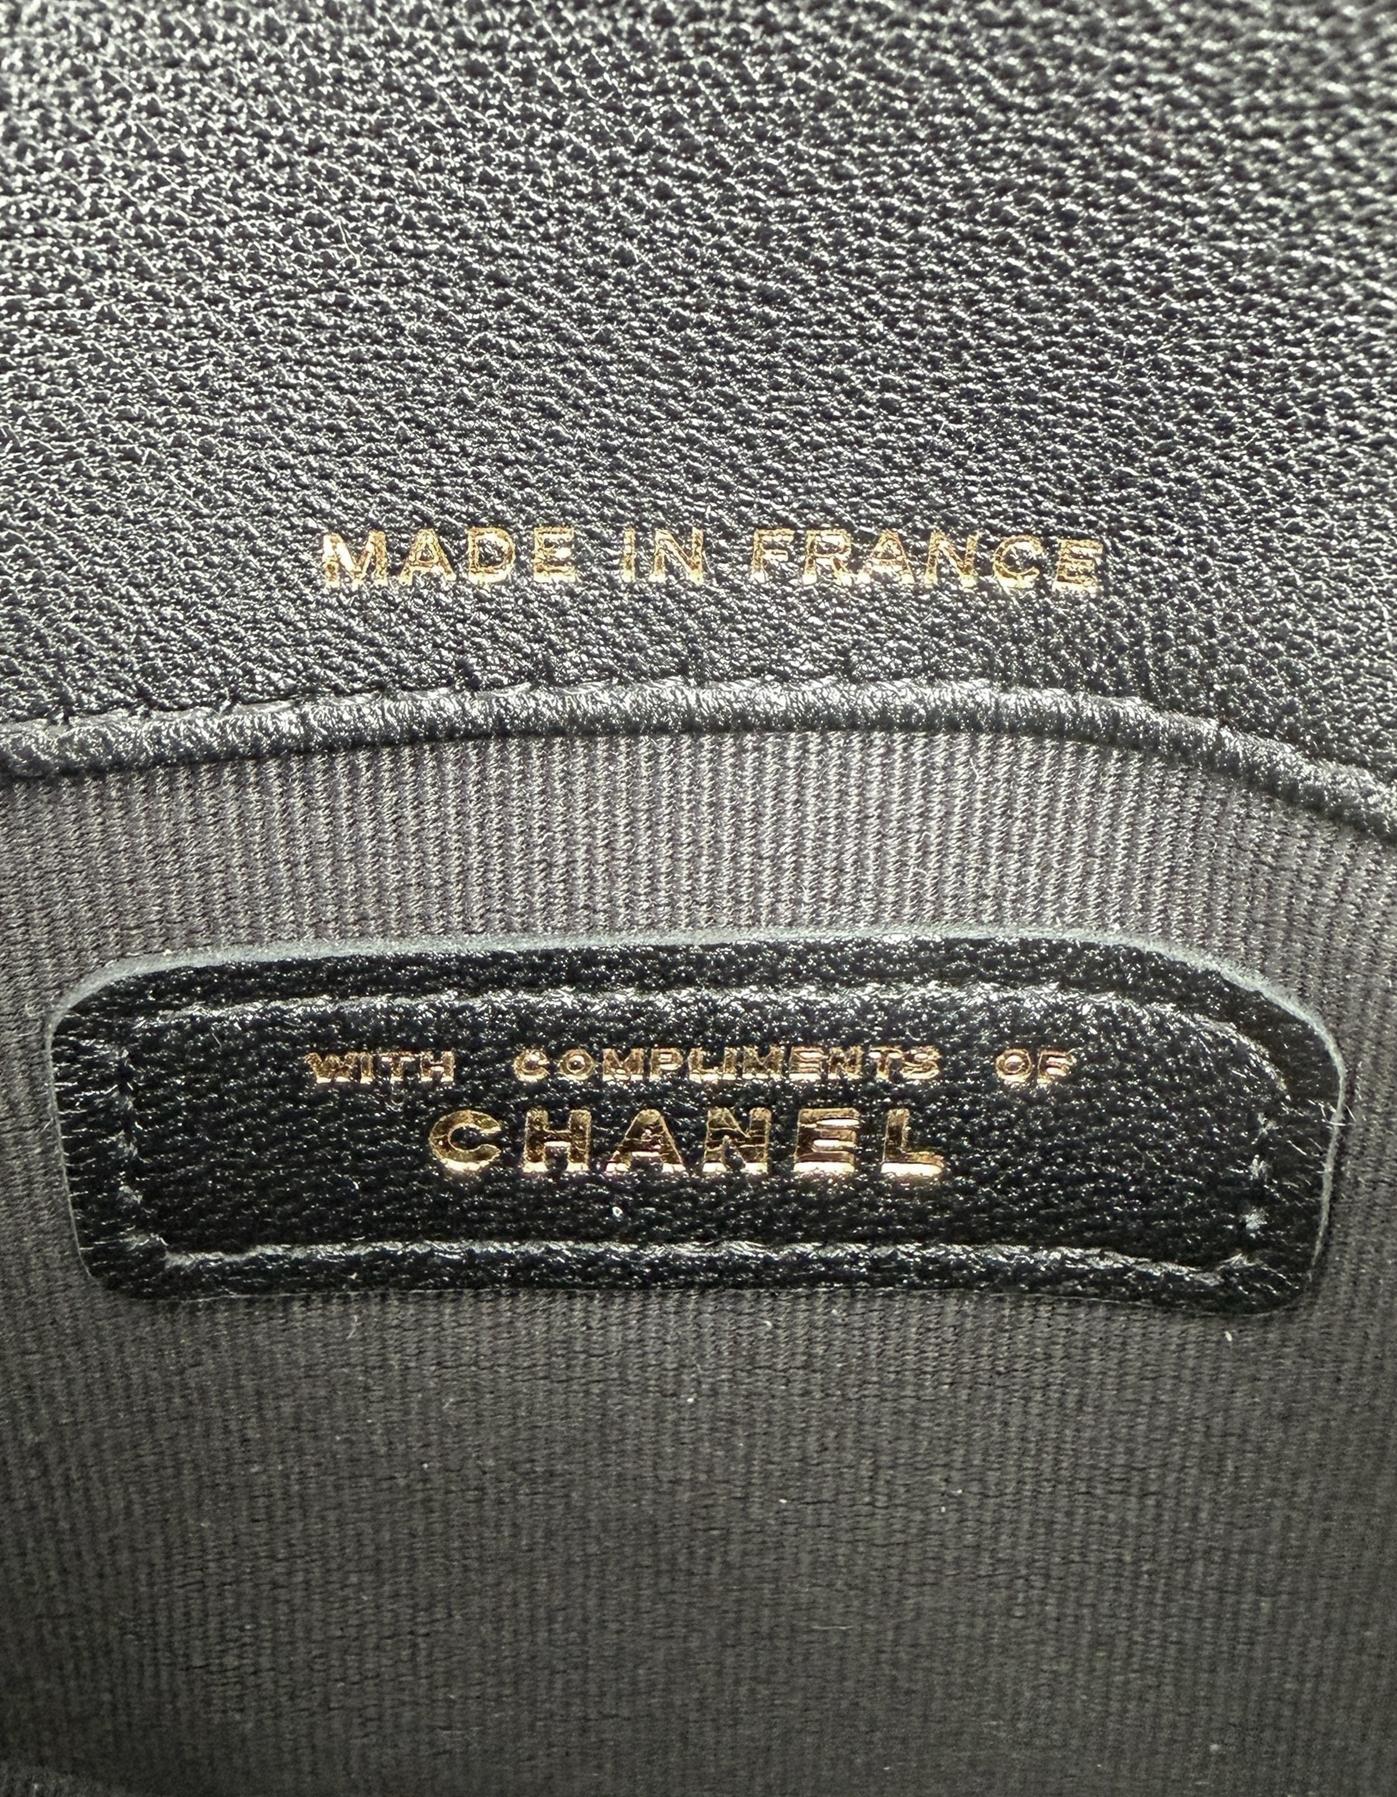 MADE IN FRANCE
WITH COMPLIMENTS OF
CHANEL